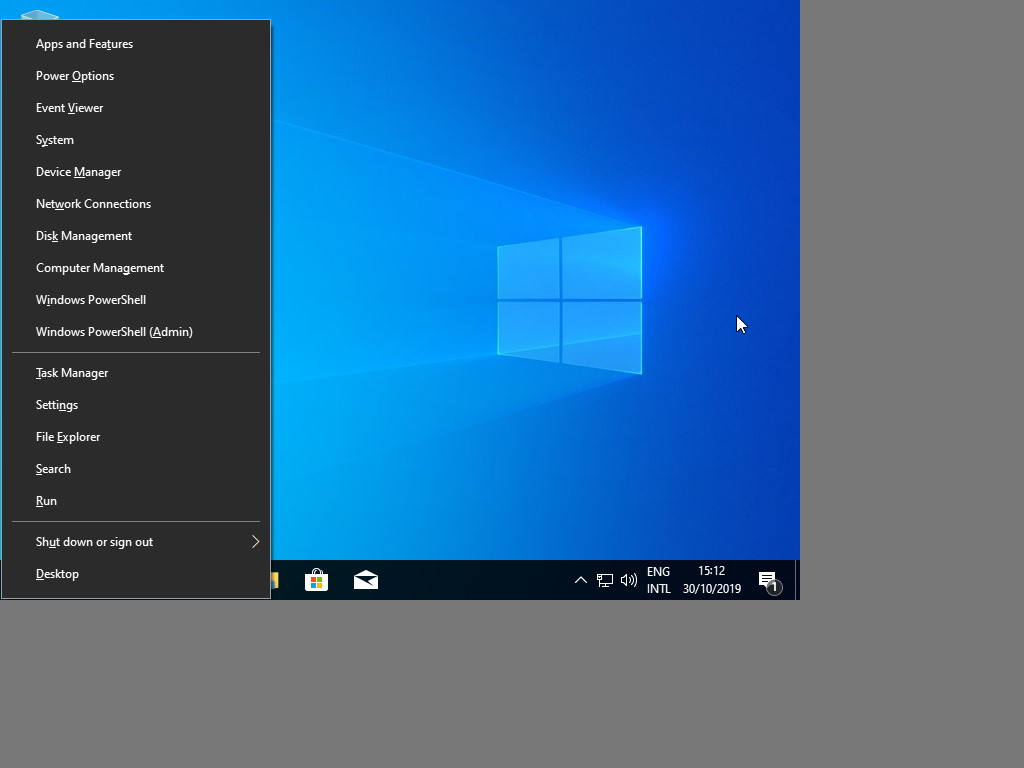 Apps and Features
Power Options
Event Viewer
System
Device Manager
Network Connections
Disk Management
Computer Management
Windows PowerShell
Windows PowerShell (Admin)
Task Manager
Settings
File Explorer
Search
Run
Shut down or sign out
Desktop
ENG
INTL
15:12
30/10/2019
1